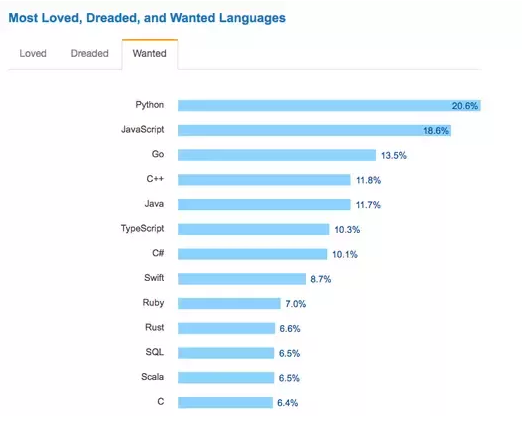 Most Loved, Dreaded, and Wanted Languages
Loved Dreaded Wanted
Python 20.6%
JavaScript 18.6%
Go 13.5%
C++ 11.8%
Java 11.7%
TypeScript 10.3%
C# 10.1%
Swift 8.7%
Ruby 7.0%
Rust 6.6%
SQL 6.5%
Scala 6.5%
C 6.4%